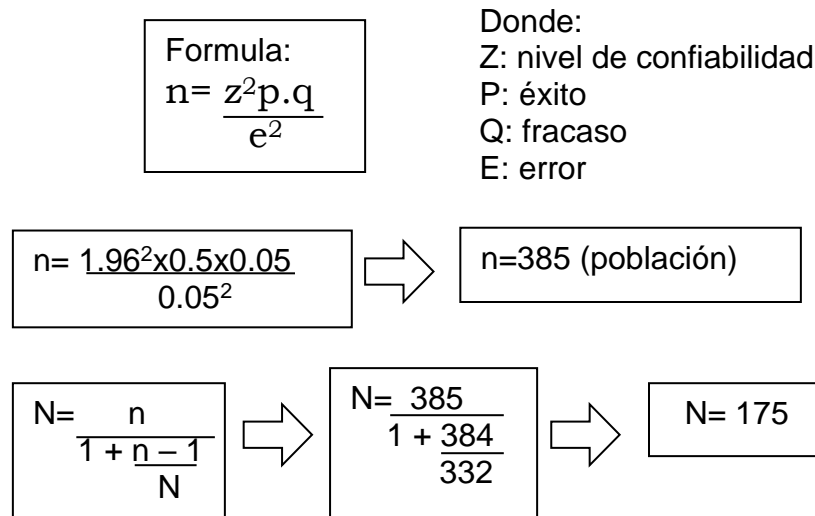 Formula:
n= z²p.q
e²
Donde:
Z: nivel de confiabilidad
P: éxito
Q: fracaso
E: error
n= 1.96²x0.5x0.05
0.05²
n=385 (población)
N= n
1 + n – 1
N
N= 385
1 + 384
332
N= 175